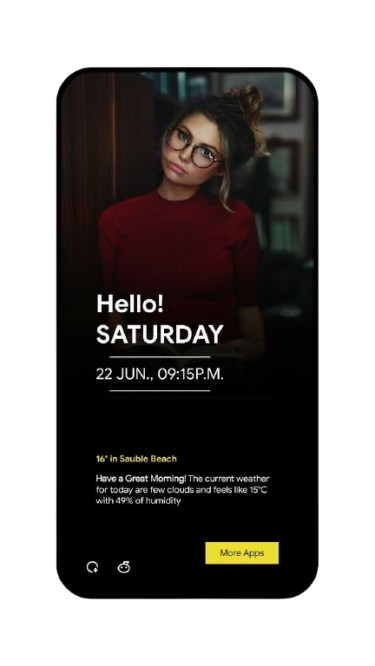 Hello!
SATURDAY
22 JUN., 09:15P.M.
16° in Sauble Beach
Have a Great Morning! The current weather
for today are few clouds and feels like 15°C
with 49% of humidity
More Apps